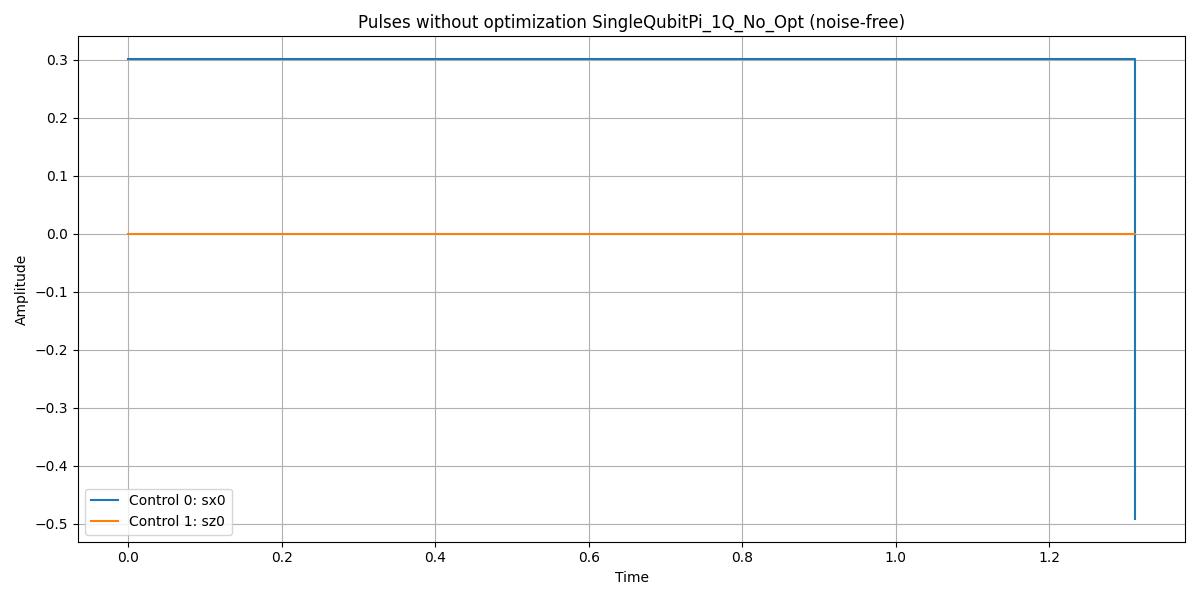 Pulses without optimization SingleQubitPi_1Q_No_Opt (noise-free)
0.3
0.2
0.1
0.0
−0.1
−0.2
−0.3
−0.4
−0.5
Amplitude
Control 0: sx0
Control 1: sz0
0.0 0.2 0.4 0.6 0.8 1.0 1.2
Time